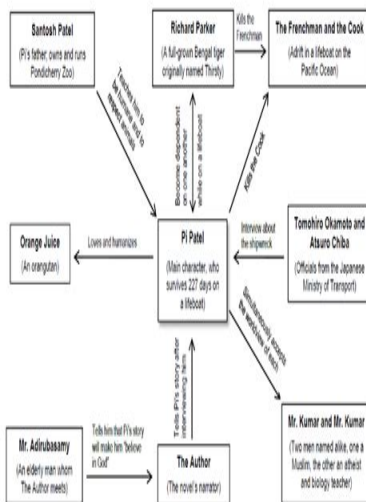 Santosh Patel
(Pi's father, owns and runs
Pondicherry Zoo)
Richard Parker
(A full-grown Bengal tiger
originally named Thirsty)
Kills the
Frenchman
The Frenchman and the Cook
(Adrift in a lifeboat on the
Pacific Ocean)
Teaches him to
be humane and to
respect animals
Become dependent
on one another
while on a lifeboat
Kills the Cook
Orange Juice
(An orangutan)
Loves and humanizes
Pi Patel
(Main character, who
survives 227 days on
a lifeboat)
Interview about
the shipwreck
Tomohiro Okamoto and
Atsuro Chiba
(Officials from the Japanese
Ministry of Transport)
Tells Pi's story after
interviewing him
Simultaneously accepts
the worldview of each
Mr. Adirubasamy
(An elderly man whom
The Author meets)
Tells him that Pi's story
will make him "believe
in God"
The Author
(The novel's narrator)
Mr. Kumar and Mr. Kumar
(Two men named alike, one a
Muslim, the other an atheist
and biology teacher)